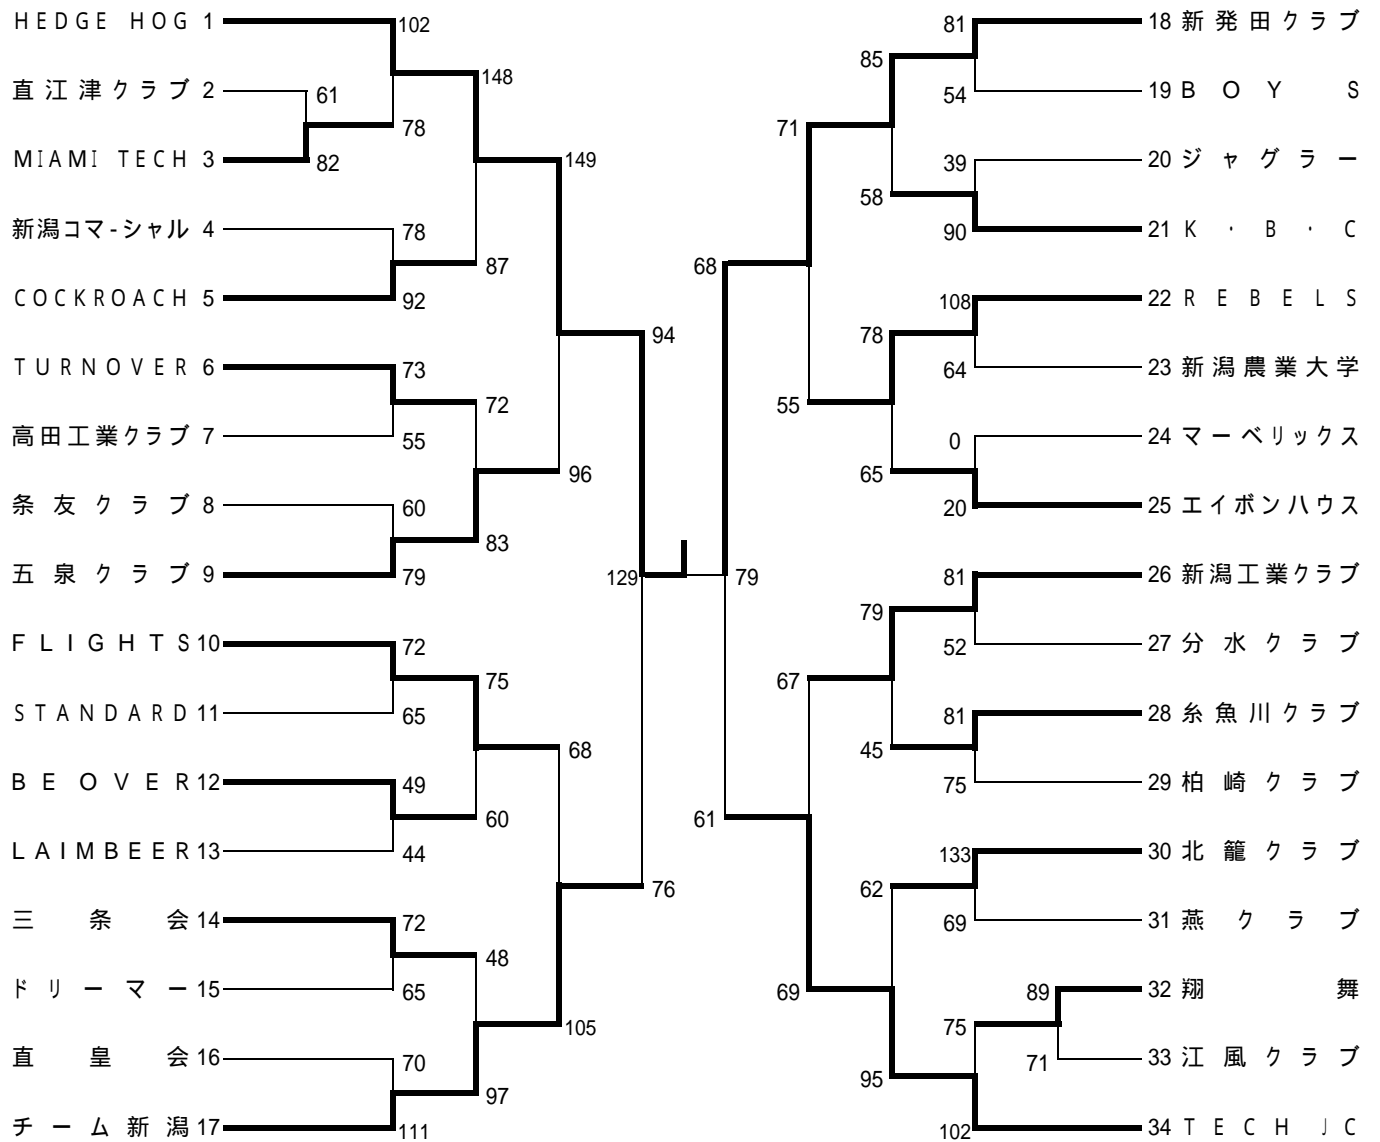 HEDGE HOG 1 102 81 18 新発田クラブ
85
148
直江津クラブ 2 61 54 19 BOYS
78 71
MIAMI TECH 3 82 149 39 20 ジャグラー
58
新潟コマ-シャル 4 78 90 21 K・B・C
87 68
COCKROACH 5 92 108 22 REBELS
94 78
TURNOVER 6 73 64 23 新潟農業大学
72 55
高田工業クラブ 7 55 0 24 マーベリックス
96 65
条友クラブ 8 60 20 25 エイボンハウス
83
五泉クラブ 9 79 129 79 81 26 新潟工業クラブ
79
FLIGHTS 10 72 52 27 分水クラブ
75 67
STANDARD 11 65 81 28 糸魚川クラブ
68 45
BE OVER 12 49 75 29 柏崎クラブ
60 61
LAIMBEER 13 44 133 30 北籠クラブ
76 62
三条会 14 72 69 31 燕クラブ
48
ドリーマー 15 65 69 89 32 翔舞
105 75
直皇会 16 70 71 33 江風クラブ
97 95
チーム新潟 17 111 102 34 TECH JC